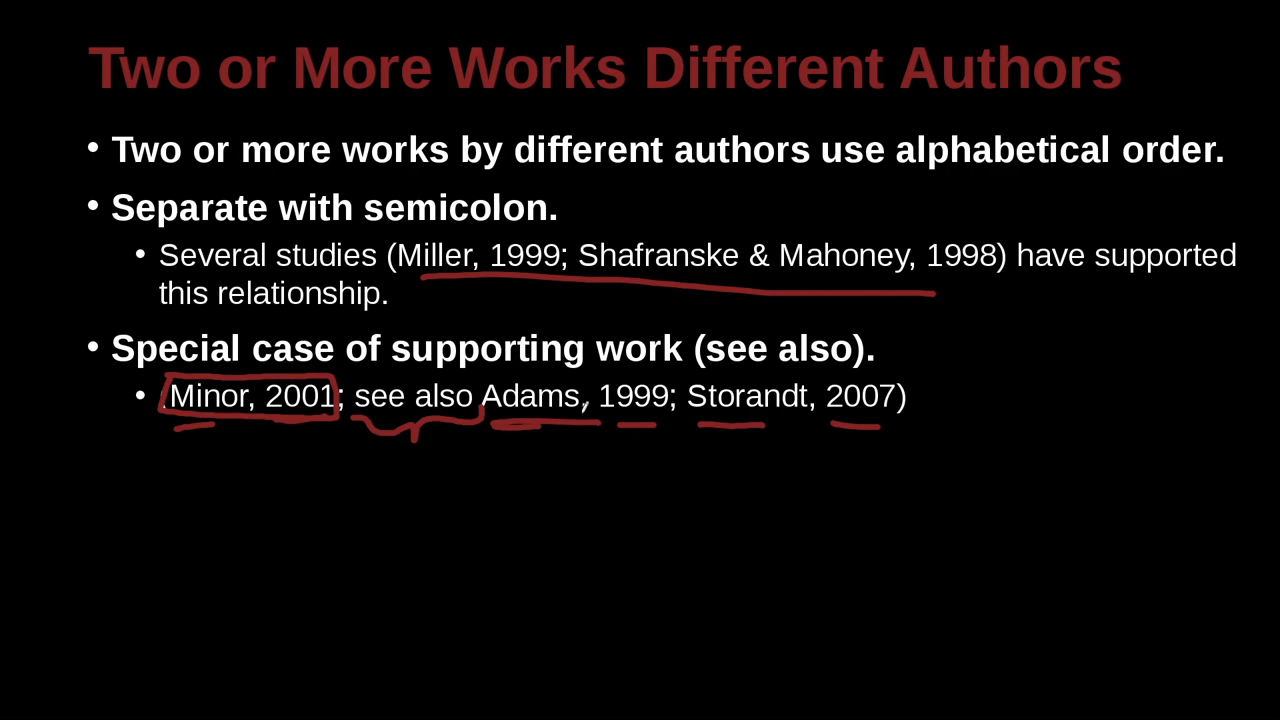 Two or More Works Different Authors
• Two or more works by different authors use alphabetical order.
• Separate with semicolon.
• Several studies (Miller, 1999; Shafranske & Mahoney, 1998) have supported
this relationship.
• Special case of supporting work (see also).
• (Minor, 2001; see also Adams, 1999; Storandt, 2007)